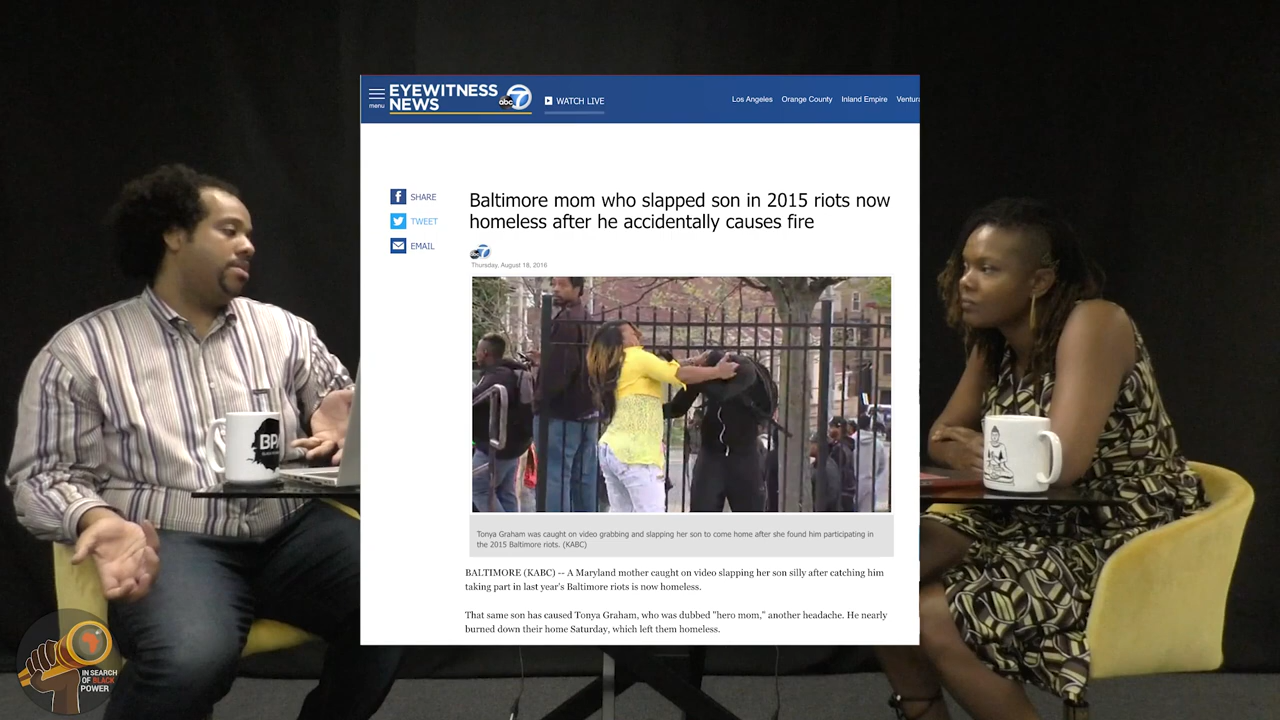 EYEWITNESS
NEWS
abc 7
menu
WATCH LIVE
Los Angeles
Orange County
Inland Empire
Ventura
SHARE
TWEET
EMAIL
Baltimore mom who slapped son in 2015 riots now
homeless after he accidentally causes fire
Thursday, August 18, 2016
Tonya Graham was caught on video grabbing and slapping her son to come home after she found him participating in
the 2015 Baltimore riots. (KABC)
BALTIMORE (KABC) -- A Maryland mother caught on video slapping her son silly after catching him
taking part in last year's Baltimore riots is now homeless.
That same son has caused Tonya Graham, who was dubbed "hero mom," another headache. He nearly
burned down their home Saturday, which left them homeless.
BP
IN SEARCH
OF BLACK
POWER